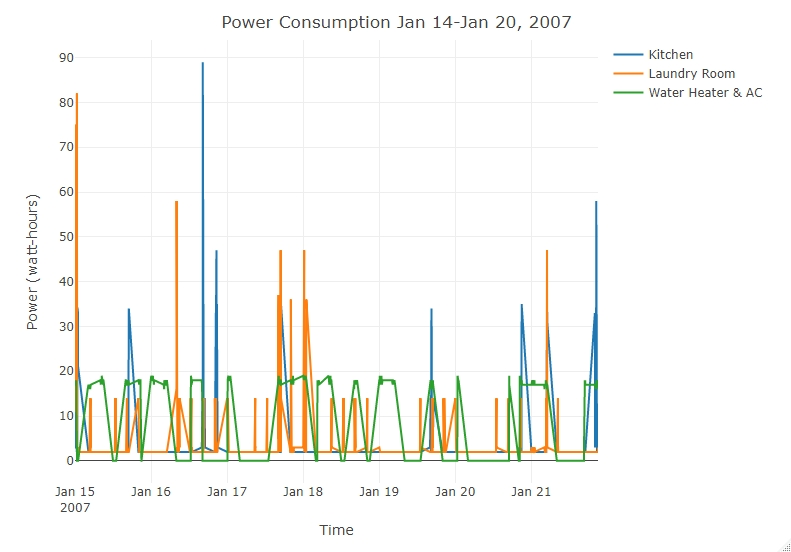 Power Consumption Jan 14-Jan 20, 2007
Kitchen
Laundry Room
Water Heater & AC
Power (watt-hours)
90
80
70
60
50
40
30
20
10
0
Jan 15 Jan 16 Jan 17 Jan 18 Jan 19 Jan 20 Jan 21
2007
Time